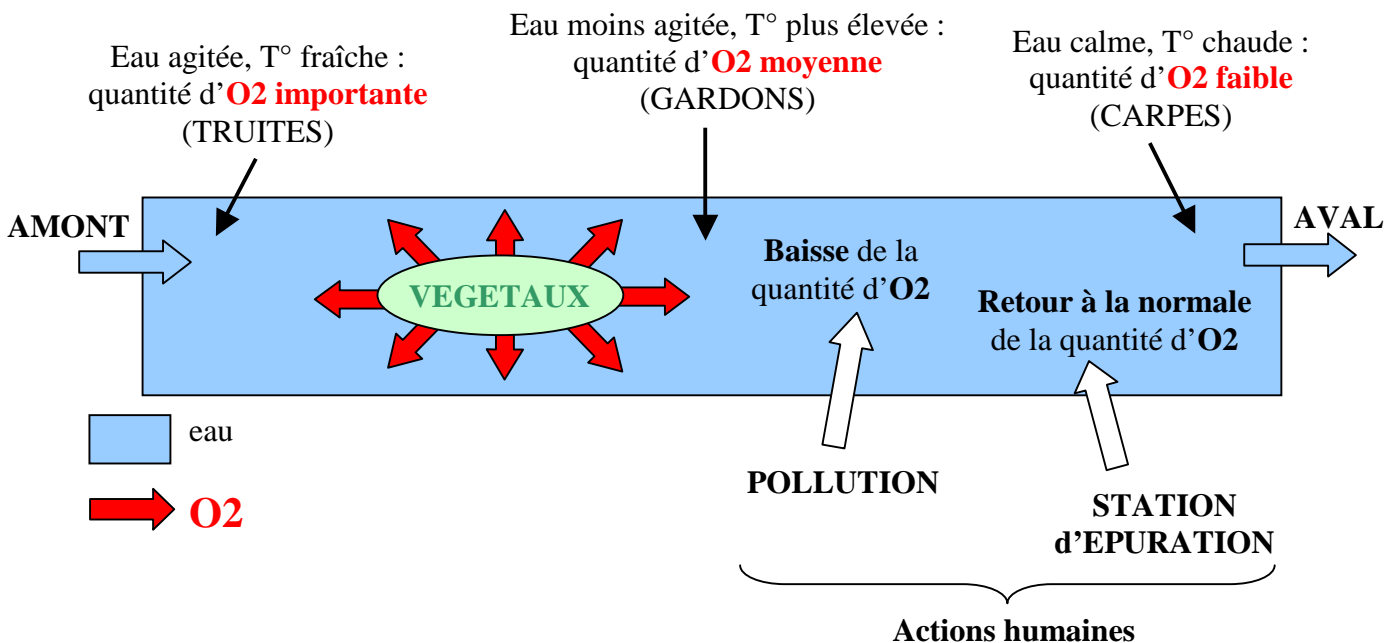 Eau agitée, T° fraîche :
quantité d’O2 importante
(TRUITES)
Eau moins agitée, T° plus élevée :
quantité d’O2 moyenne
(GARDONS)
Eau calme, T° chaude :
quantité d’O2 faible
(CARPES)
AMONT
AVAL
VEGETAUX
Baisse de la
quantité d’O2
Retour à la normale
de la quantité d’O2
eau
O2
POLLUTION
STATION
d’EPURATION
Actions humaines